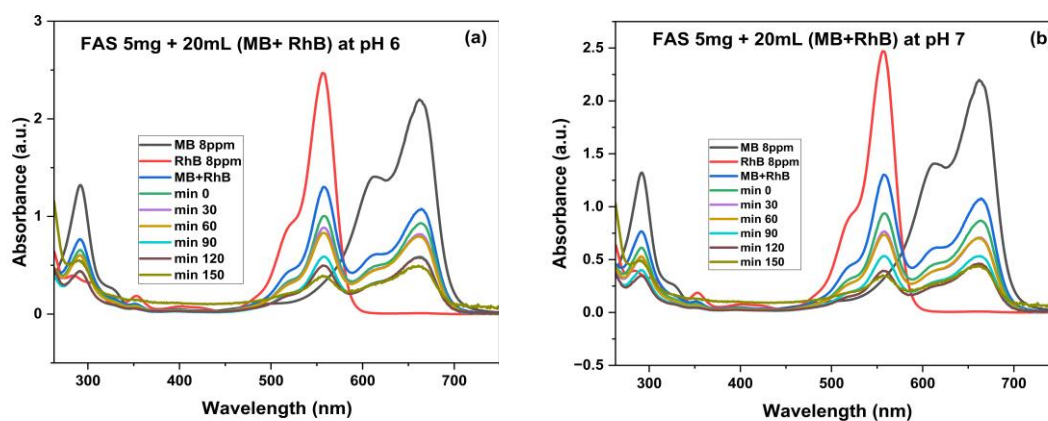 FAS 5mg + 20mL (MB+ RhB) at pH 6
(a)
3
2
1
0
Absorbance (a.u.)
MB 8ppm
RhB 8ppm
MB+RhB
min 0
min 30
min 60
min 90
min 120
min 150
300
400
500
600
700
Wavelength (nm)
FAS 5mg + 20mL (MB+RhB) at pH 7
(b
2.5
2.0
1.5
1.0
0.5
0.0
−0.5
Absorbance (a.u.)
MB 8ppm
RhB 8ppm
MB+RhB
min 0
min 30
min 60
min 90
min 120
min 150
300
400
500
600
700
Wavelength (nm)